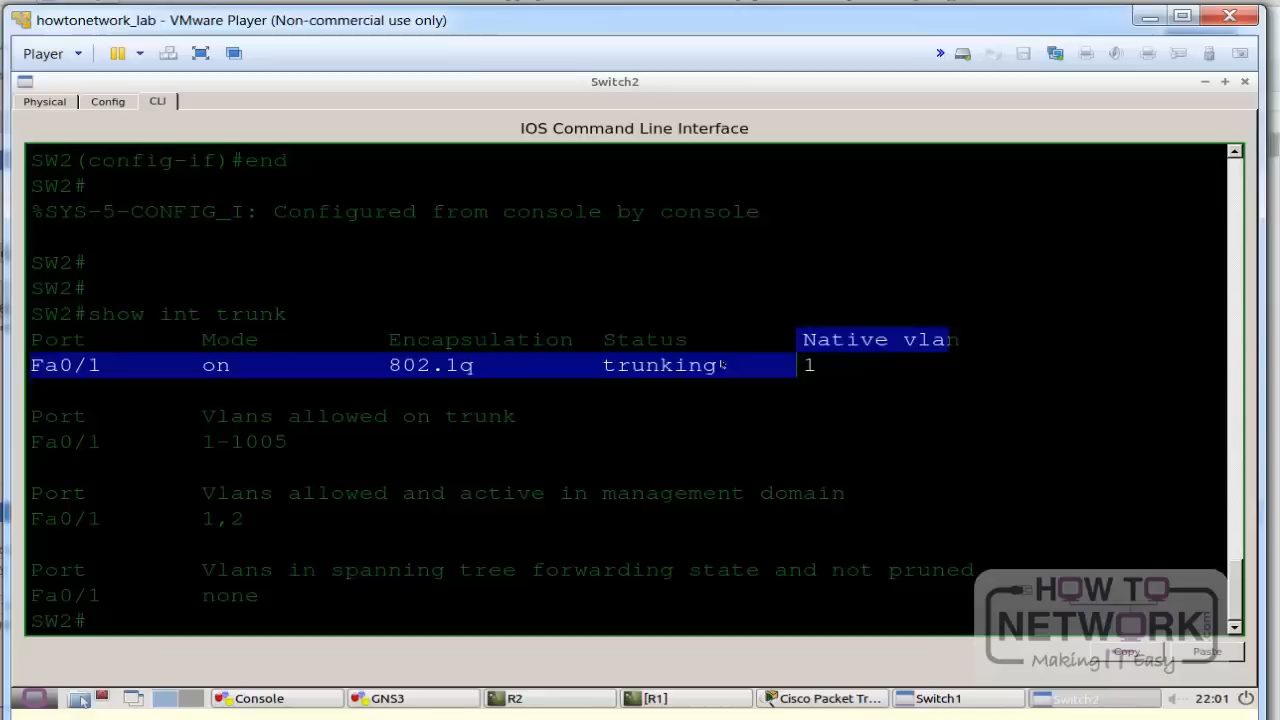 howtonetwork_lab - VMware Player (Non-commercial use only)
Player
Switch2
Physical Config CLI
IOS Command Line Interface
SW2(config-if)#end
SW2#
%SYS-5-CONFIG_I: Configured from console by console
SW2#
SW2#
SW2#show int trunk
Port Mode Encapsulation Status Native vlan
Fa0/1 on 802.1q trunking 1
Port Vlans allowed on trunk
Fa0/1 1-1005
Port Vlans allowed and active in management domain
Fa0/1 1,2
Port Vlans in spanning tree forwarding state and not pruned
Fa0/1 none
SW2#
HOW TO
NETWORK.com
Making IT Easy
Copy Paste
Console GNS3 R2 [R1] Cisco Packet Tr... Switch1 Switch2 22:01